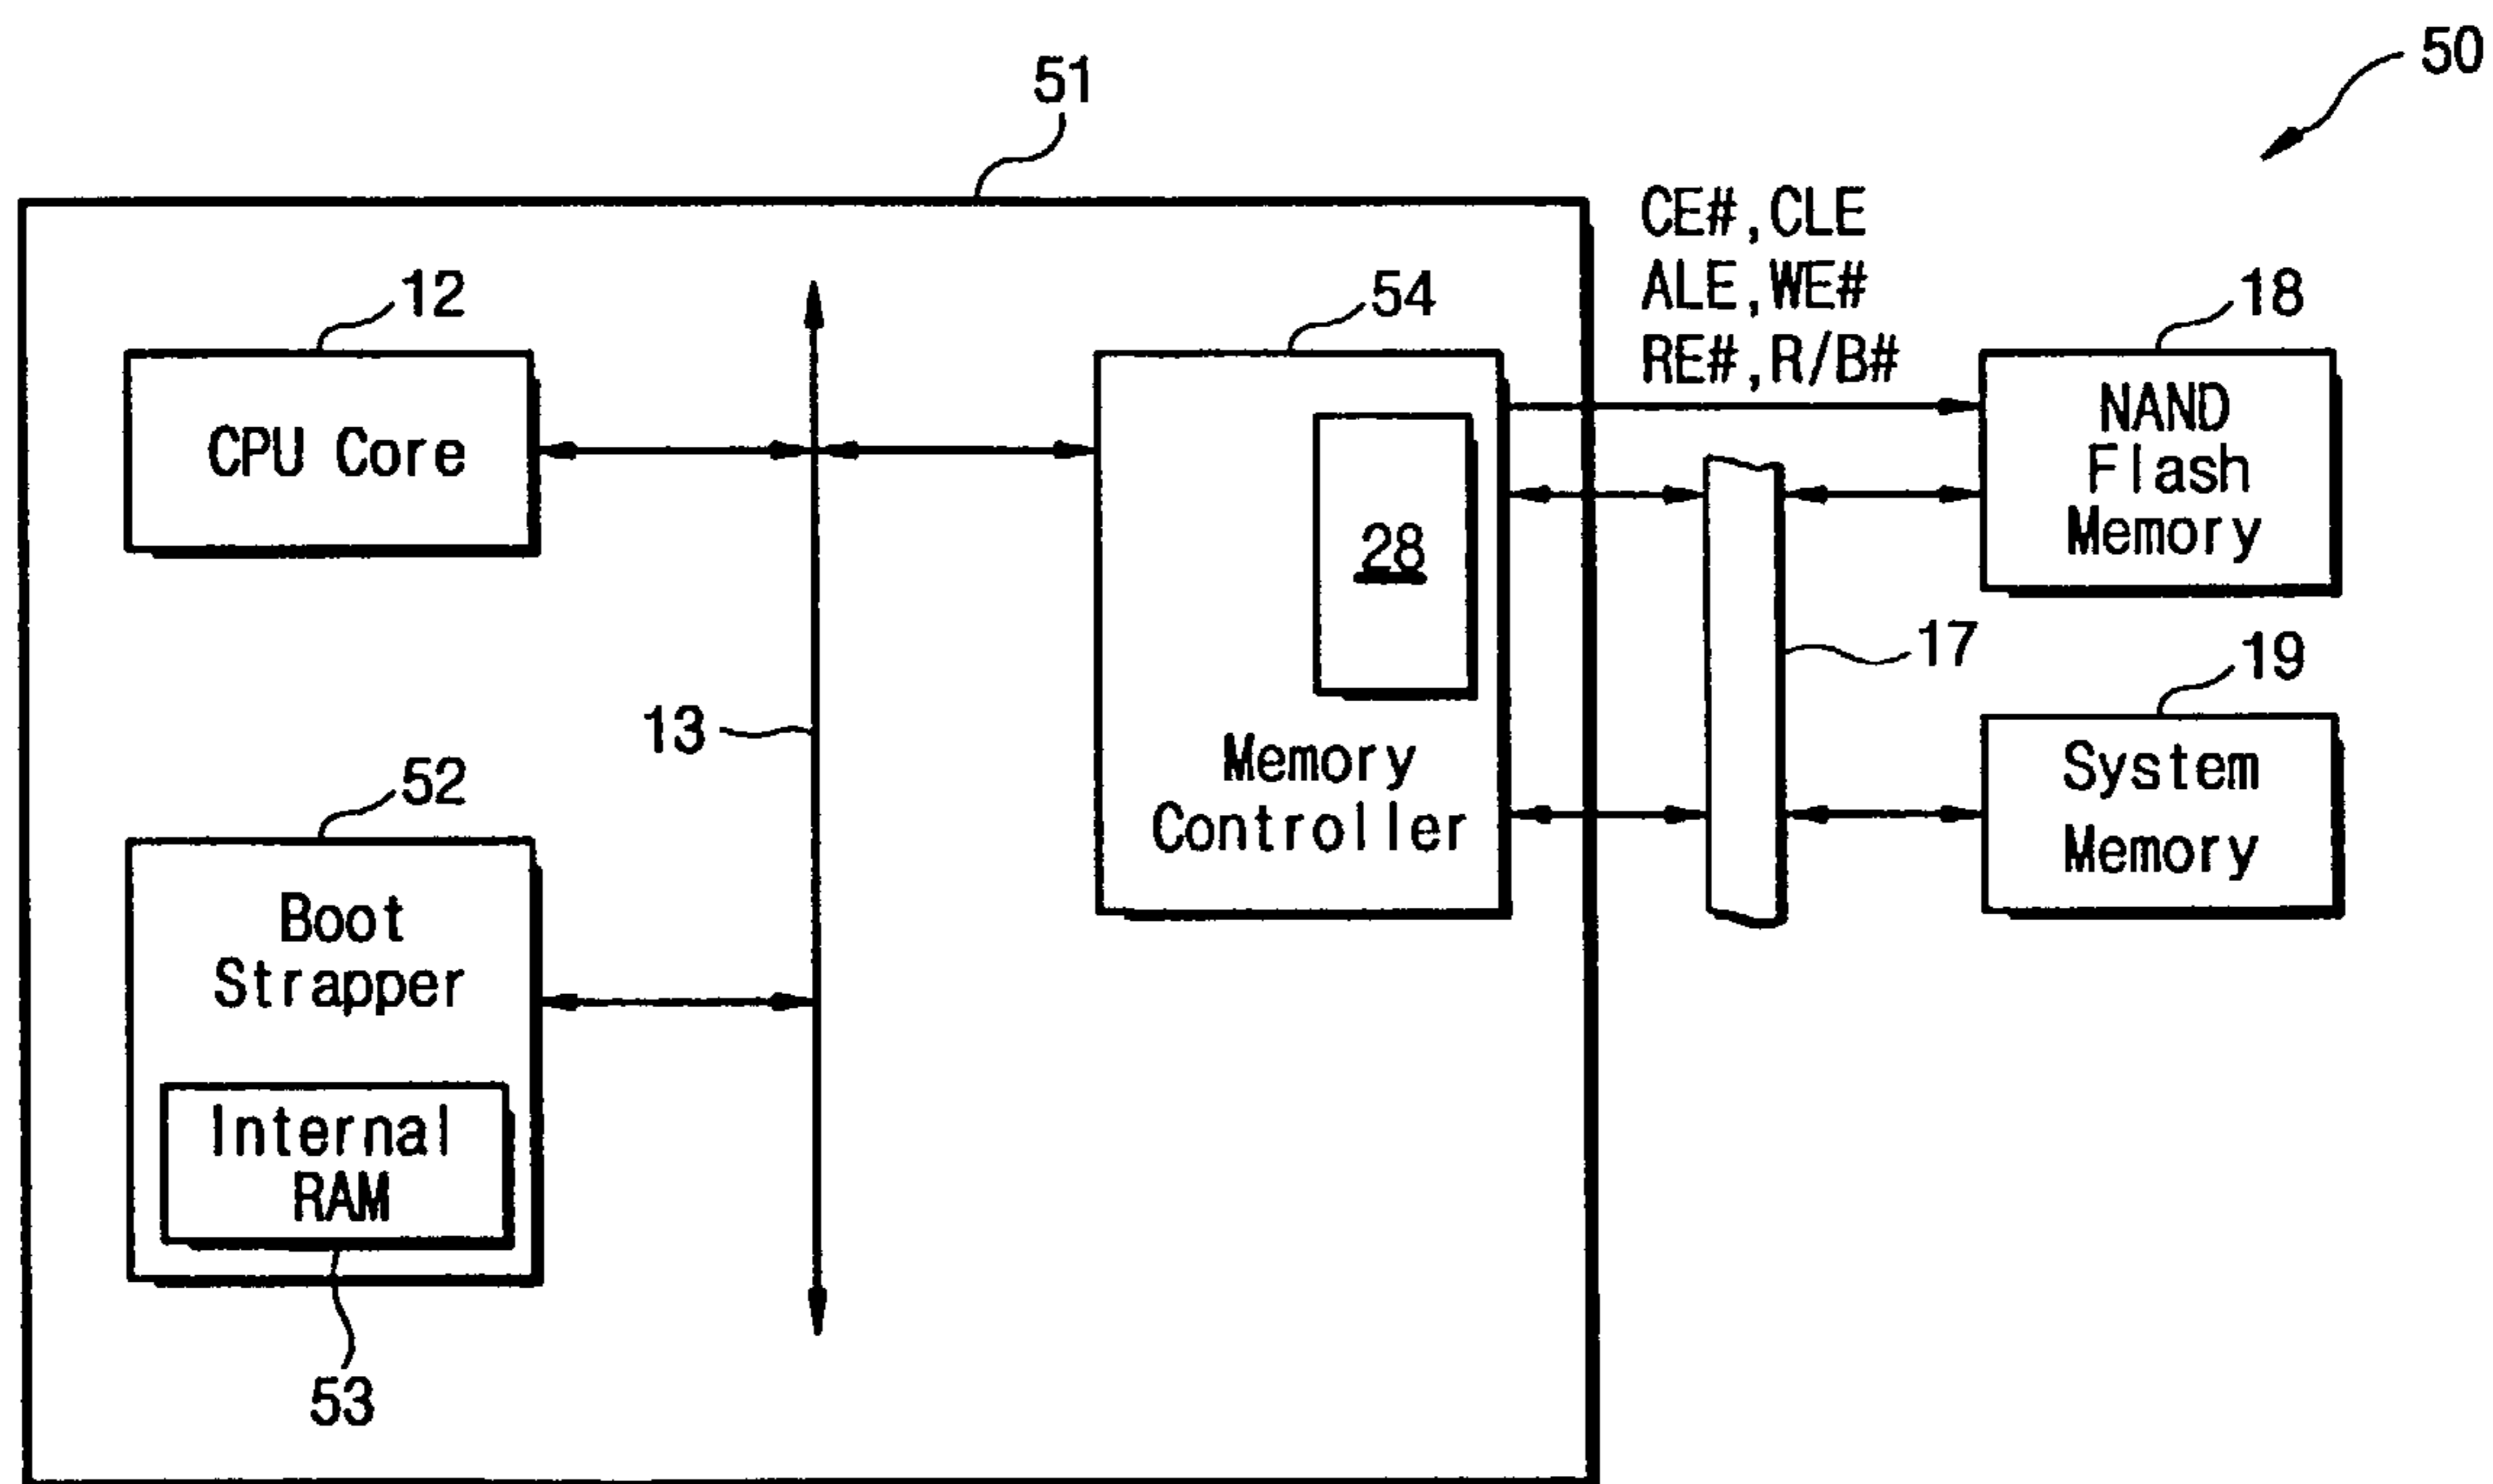 50
51
CE#,CLE
ALE,WE#
RE#,R/B#
12
54
18
CPU Core
28
NAND
Flash
Memory
17
19
13
Memory
Controller
System
Memory
52
Boot
Strapper
Internal
RAM
53